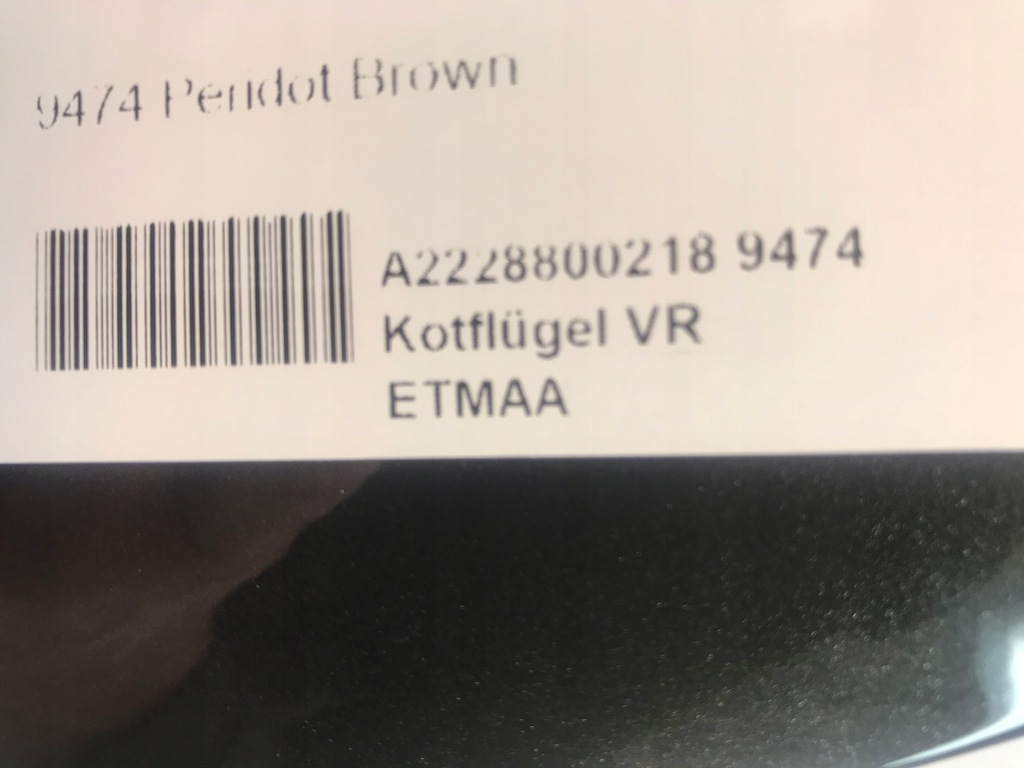 9474 Peridot Brown
A2228800218 9474
Kotflügel VR
ETMAA